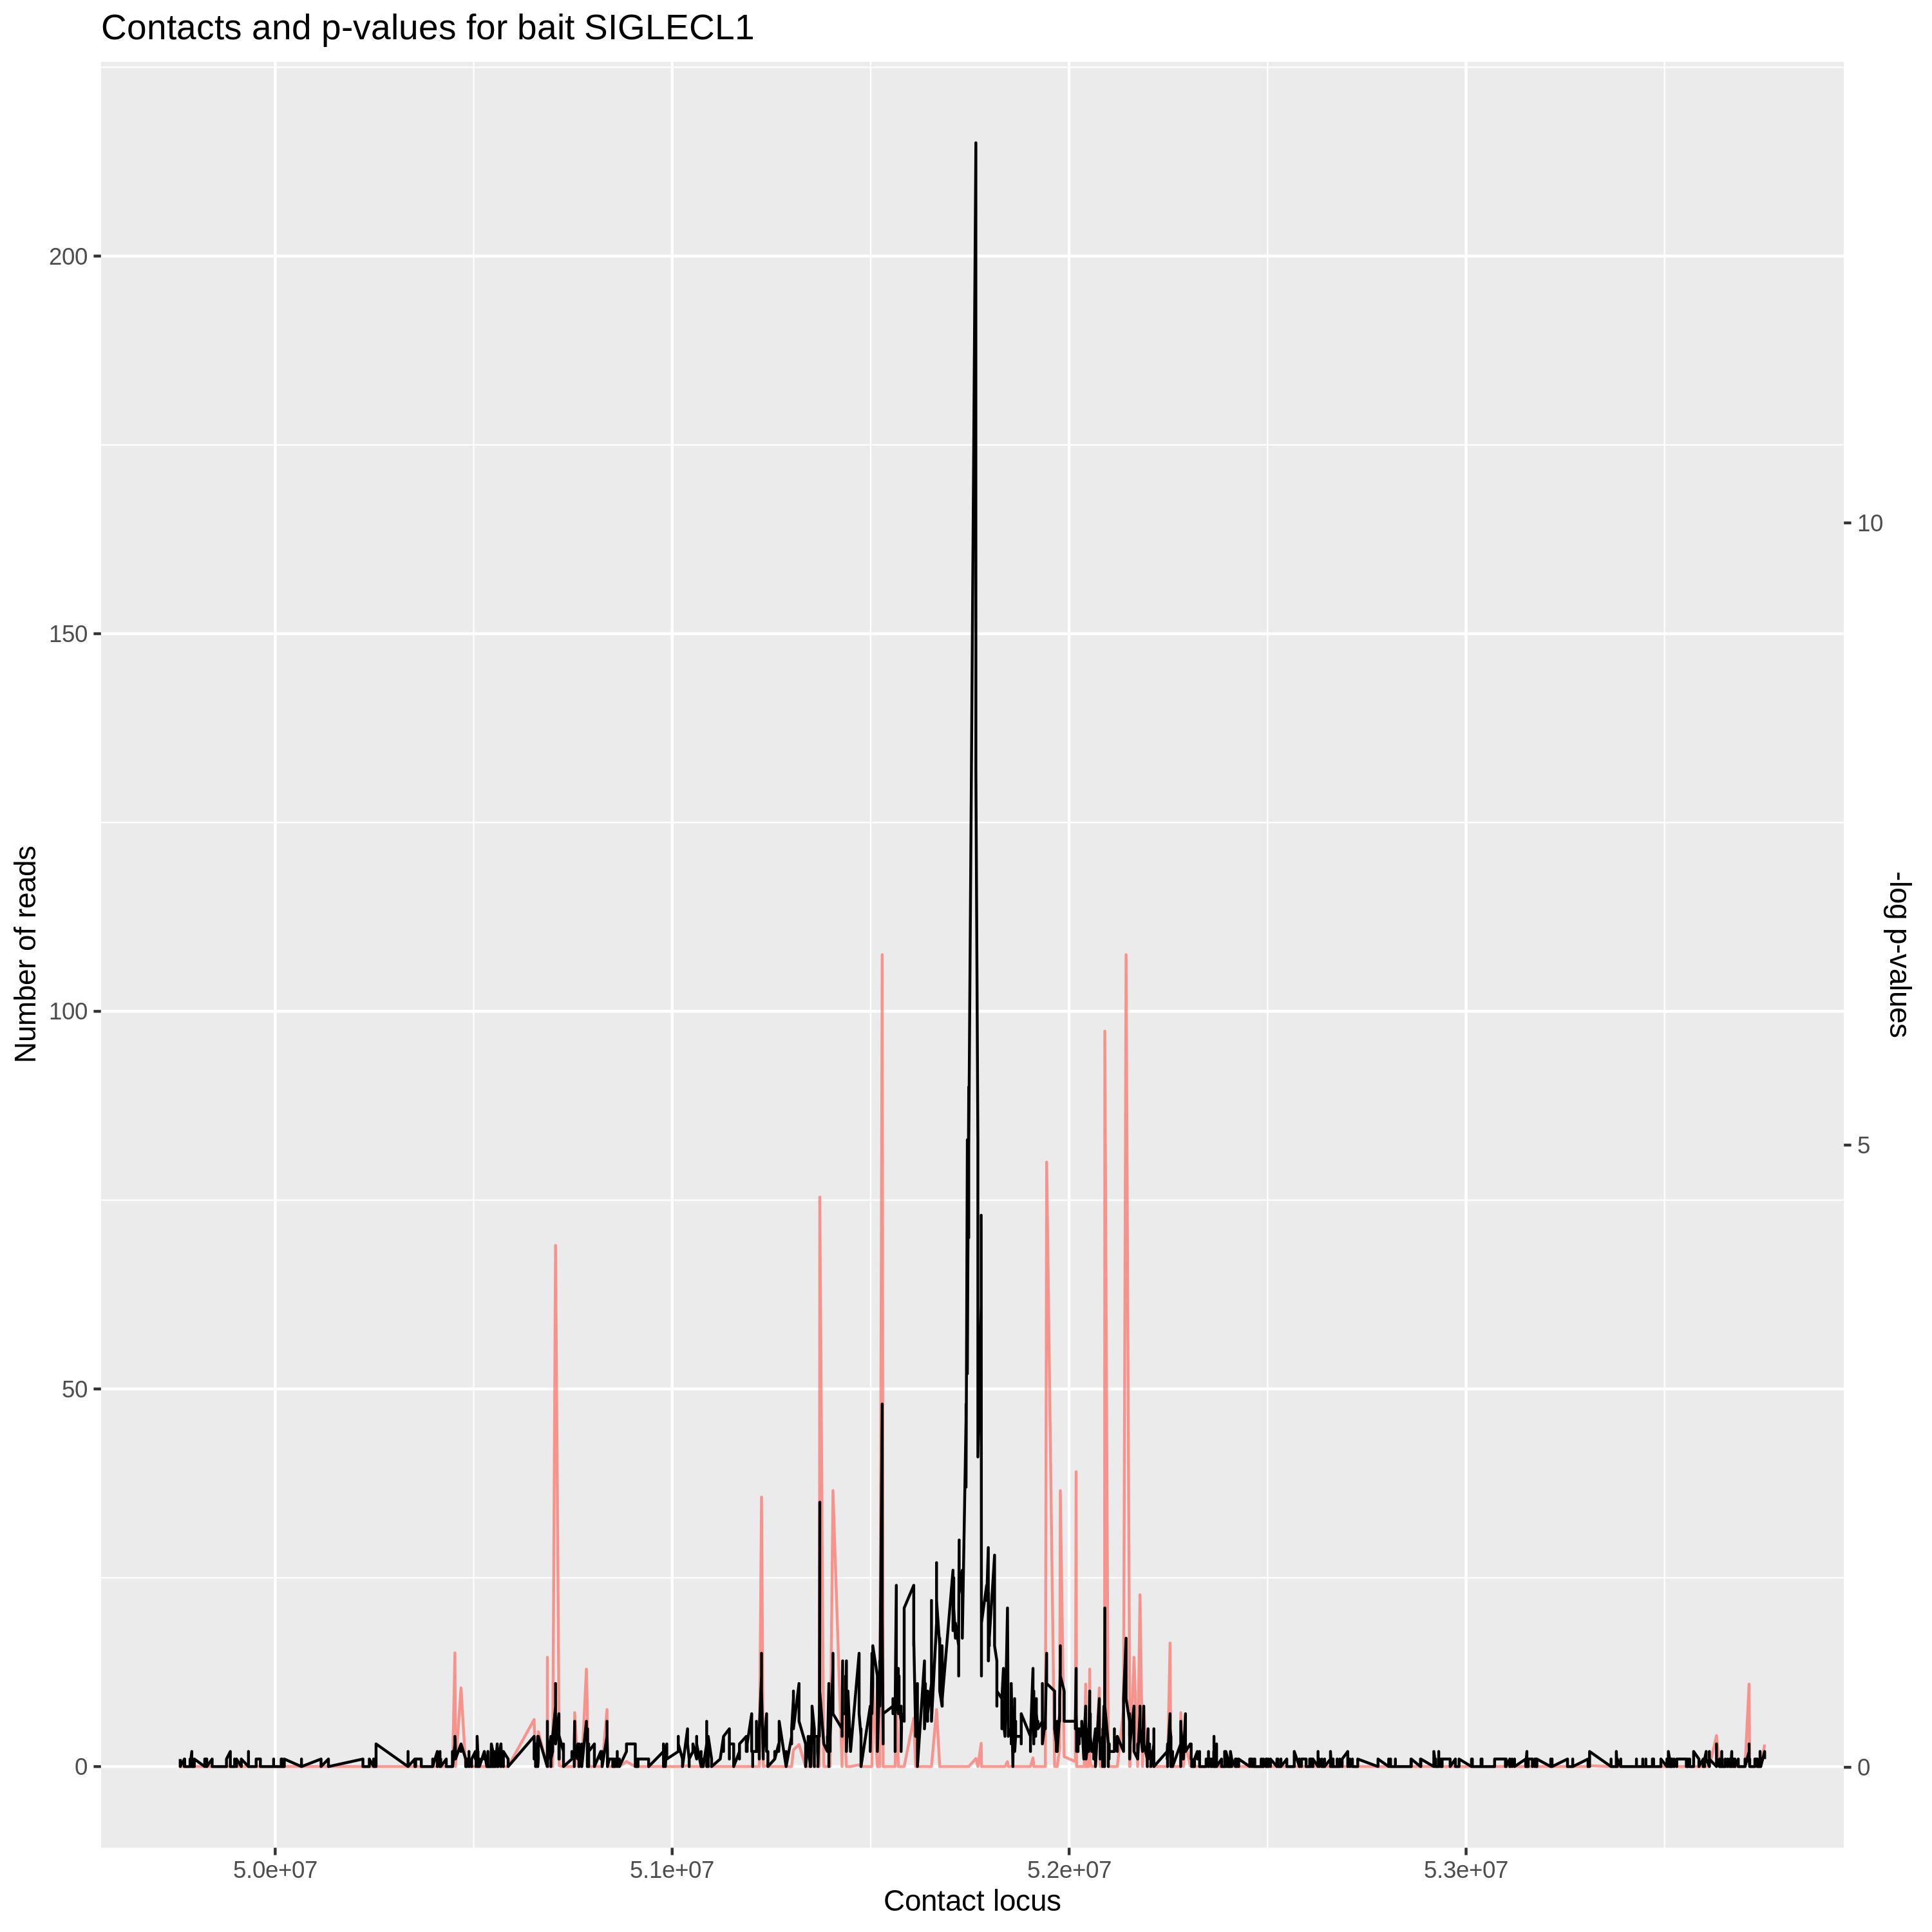 Contacts and p-values for bait SIGLECL1
200
150
100
50
0
Number of reads
10
5
0
-log p-values
5.0e+07
5.1e+07
5.2e+07
5.3e+07
Contact locus